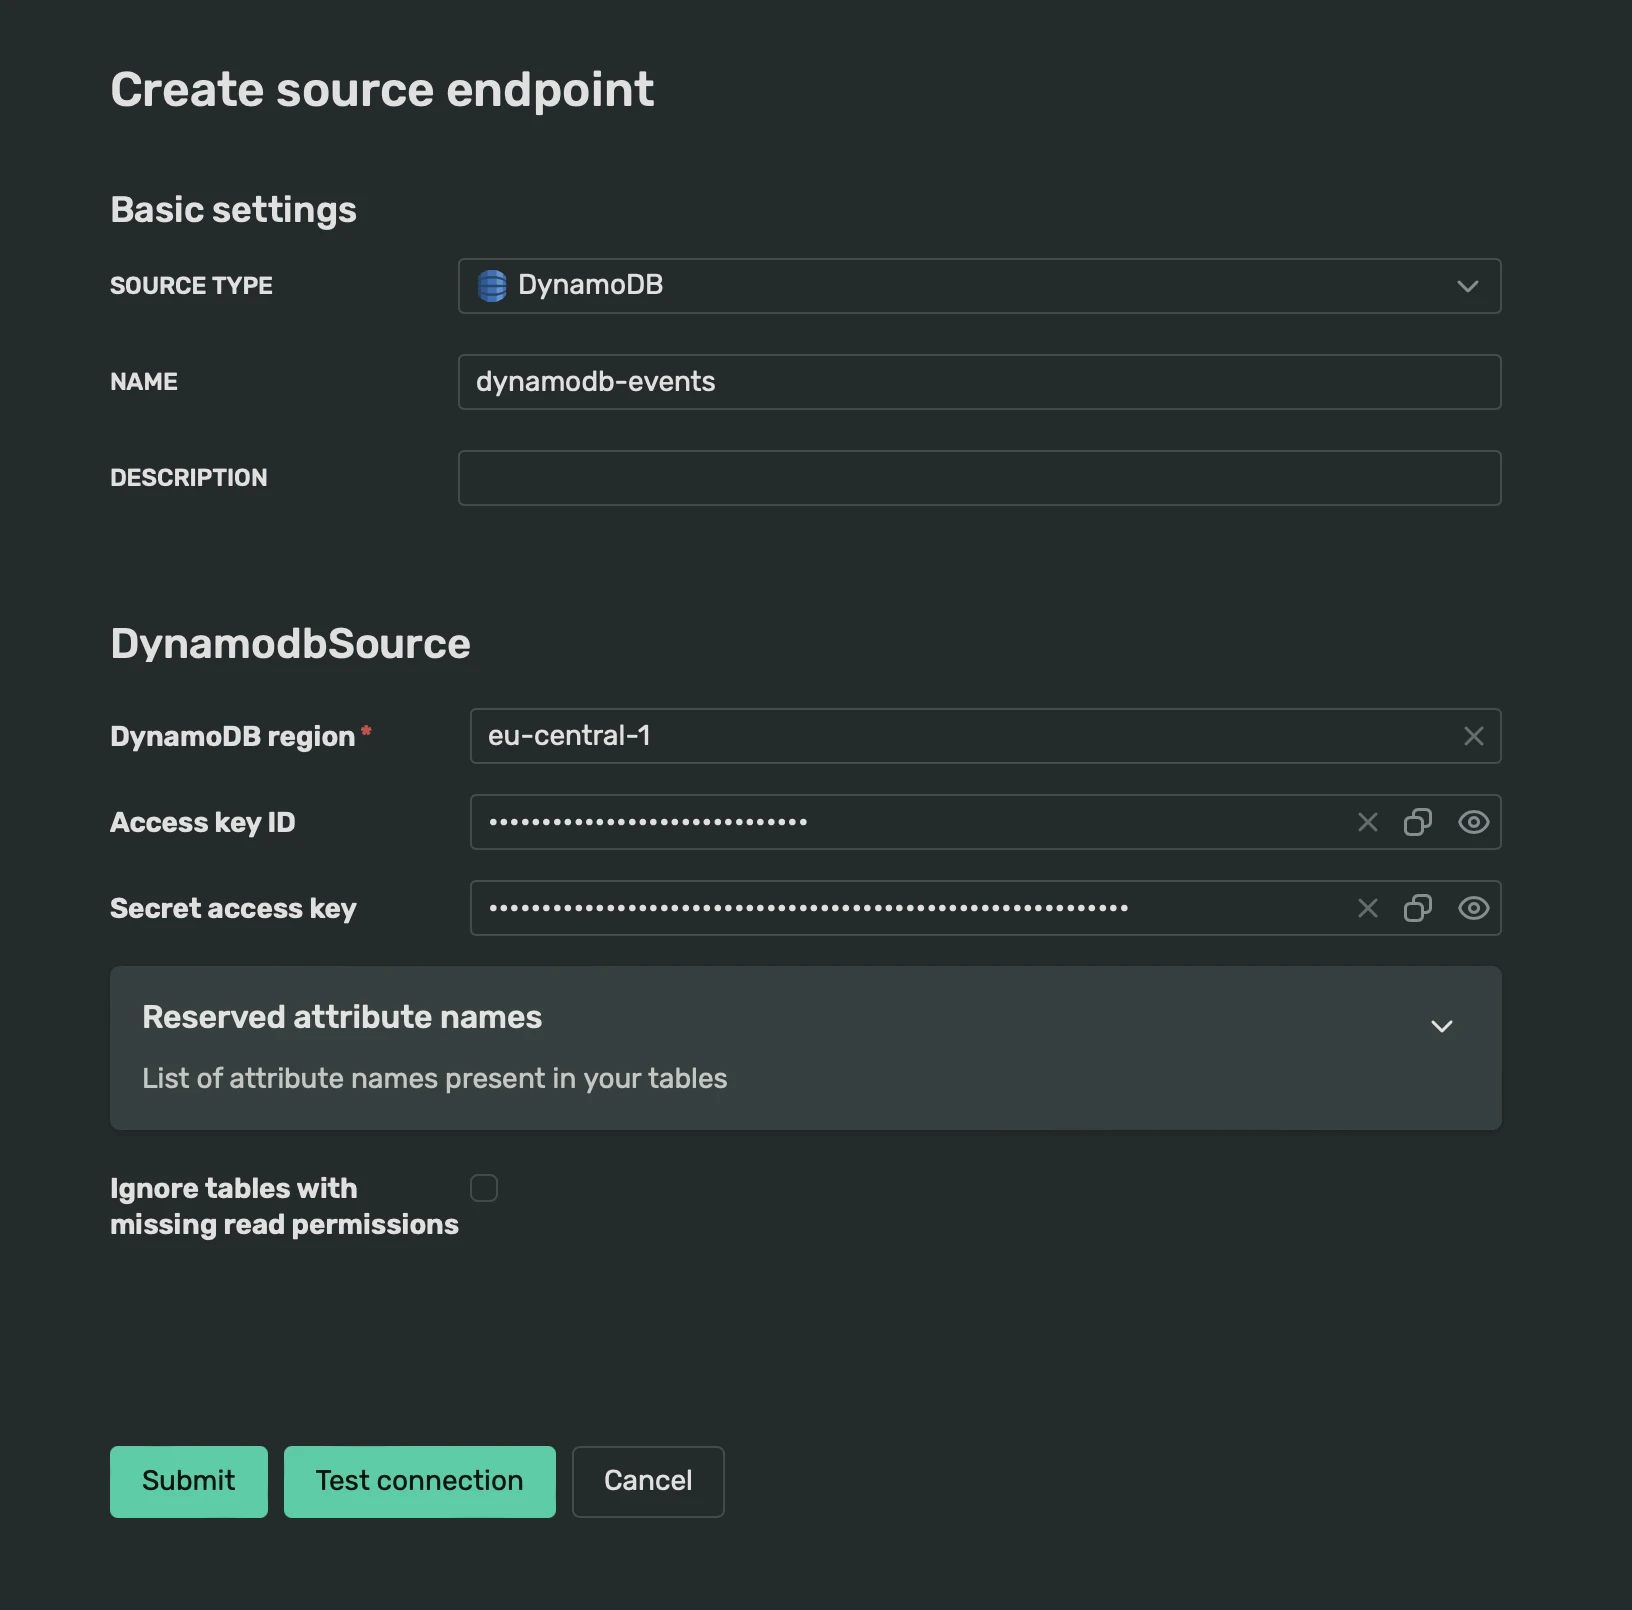 Create source endpoint
Basic settings
SOURCE TYPE
DynamoDB
NAME
dynamodb-events
DESCRIPTION
DynamodbSource
DynamoDB region *
eu-central-1
Access key ID
Secret access key
Reserved attribute names
List of attribute names present in your tables
Ignore tables with
missing read permissions
Submit
Test connection
Cancel